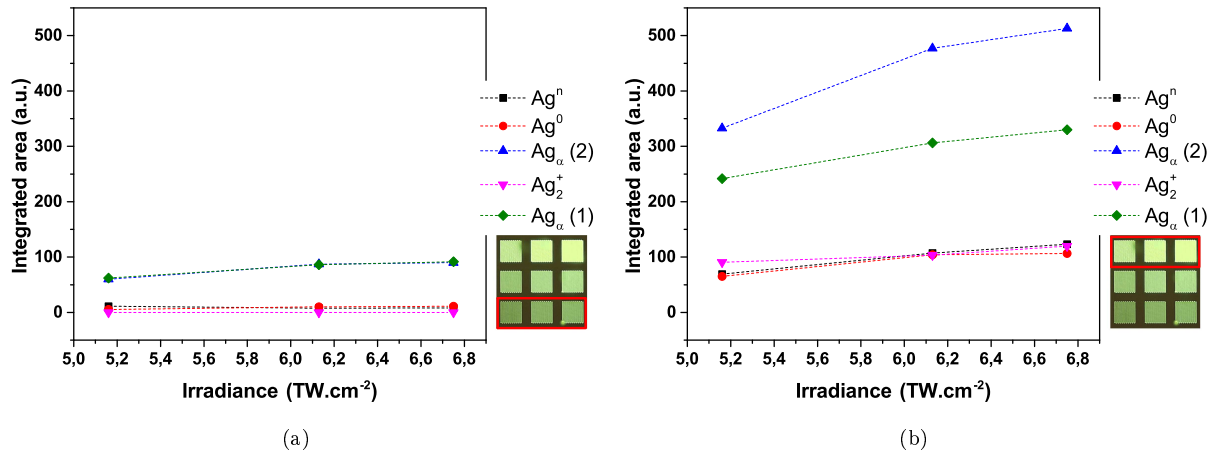 500
400
300
200
100
0
Integrated area (a.u.)
5,0 5,2 5,4 5,6 5,8 6,0 6,2 6,4 6,6 6,8
Irradiance (TW.cm⁻²)
Agⁿ
Ag⁰
Agα (2)
Ag₂⁺
Agα (1)
(a)
500
400
300
200
100
0
Integrated area (a.u.)
5,0 5,2 5,4 5,6 5,8 6,0 6,2 6,4 6,6 6,8
Irradiance (TW.cm⁻²)
Agⁿ
Ag⁰
Agα (2)
Ag₂⁺
Agα (1)
(b)